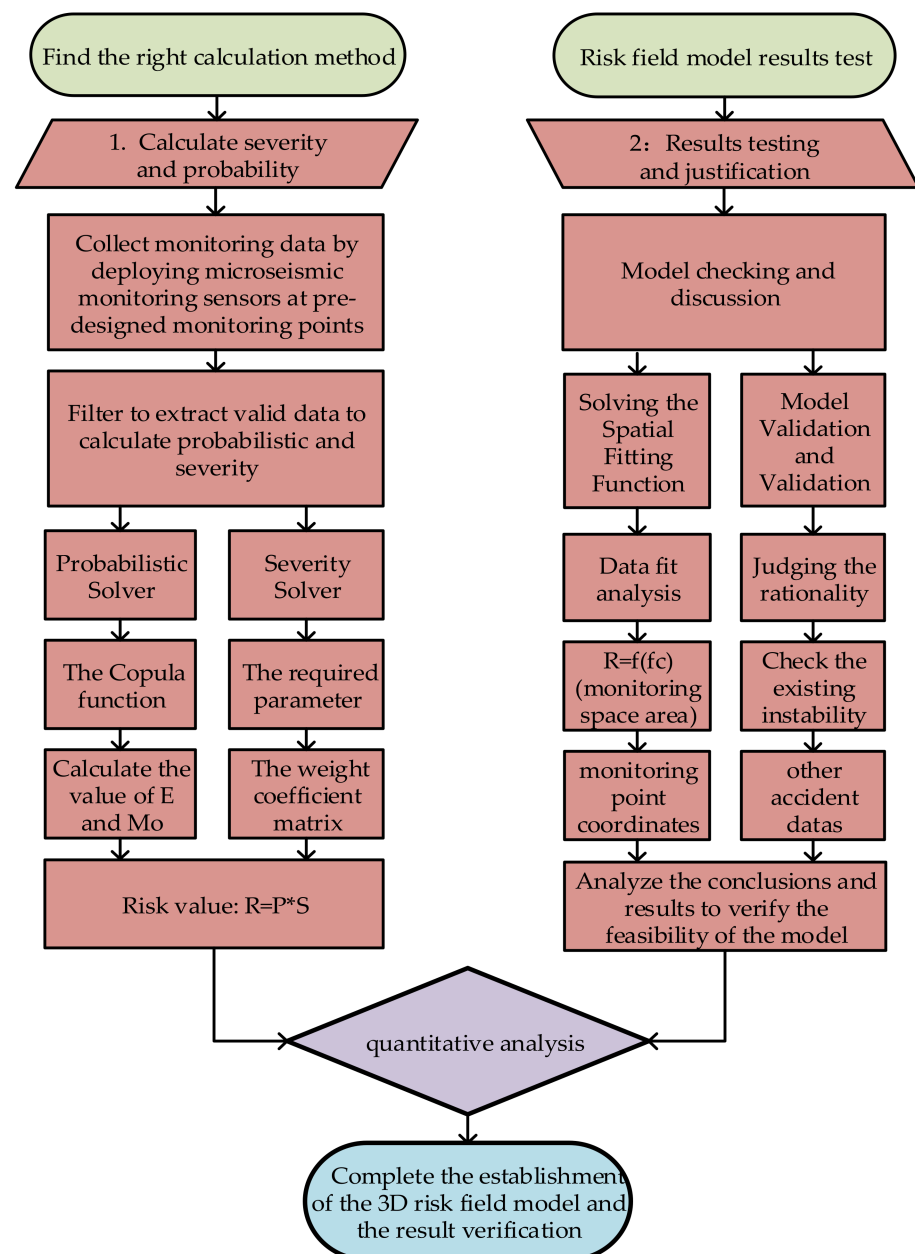 Find the right calculation method
1. Calculate severity
and probability
Collect monitoring data by
deploying microseismic
monitoring sensors at pre-
designed monitoring points
Filter to extract valid data to
calculate probabilistic and
severity
Probabilistic
Solver
The Copula
function
Calculate the
value of E
and Mo
Severity
Solver
The required
parameter
The weight
coefficient
matrix
Risk value: R=P*S
Risk field model results test
2：Results testing
and justification
Model checking and
discussion
Solving the
Spatial
Fitting
Function
Data fit
analysis
R=f(fc)
(monitoring
space area)
monitoring
point
coordinates
Model
Validation
and
Validation
Judging the
rationality
Check the
existing
instability
other
accident
datas
Analyze the conclusions and
results to verify the
feasibility of the model
quantitative analysis
Complete the establishment
of the 3D risk field model and
the result verification